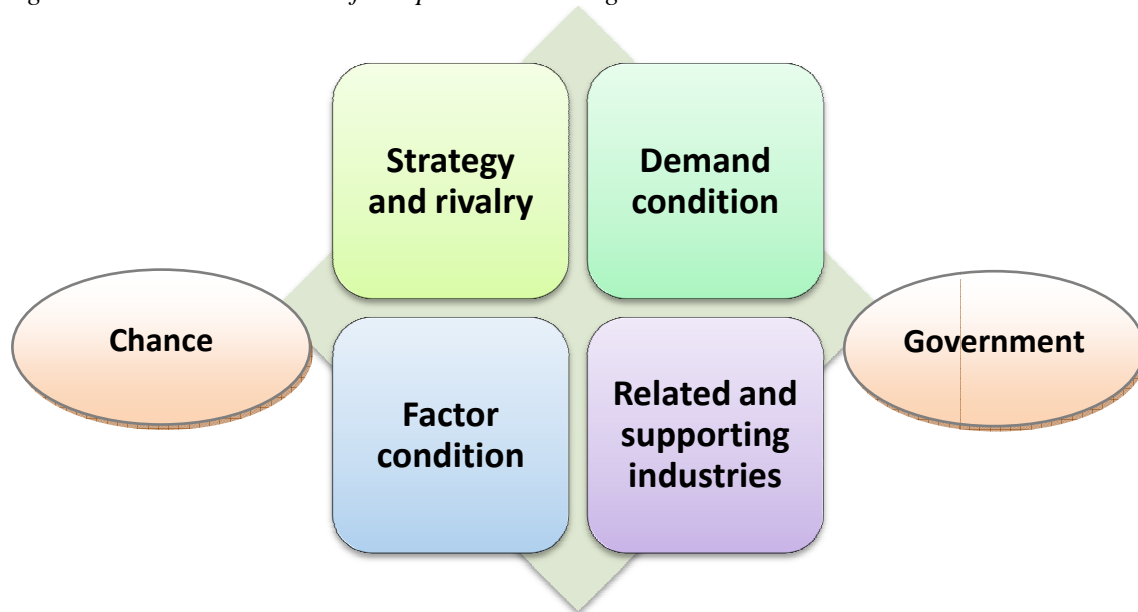 Strategy
and rivalry
Demand
condition
Chance
Government
Factor
condition
Related and
supporting
industries